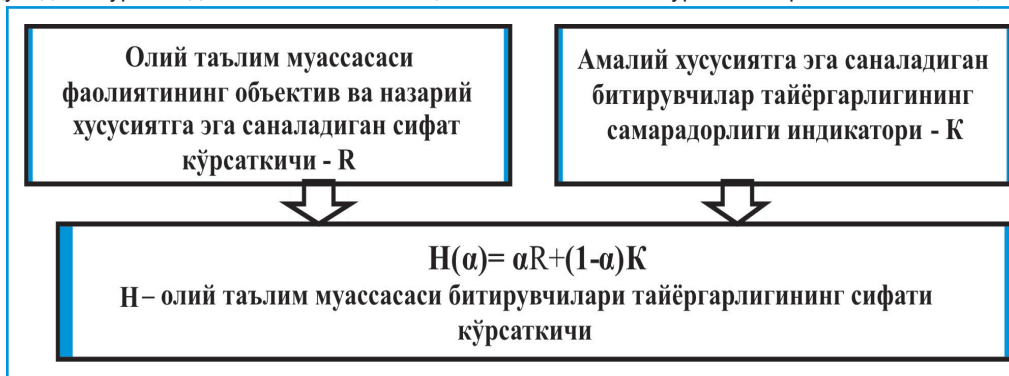 Олий таълим муассасаси
фаолиятининг объектив ва назарий
хусусиятга эга саналадиган сифат
кўрсаткичи - R
Амалий хусусиятга эга саналадиган
битирувчилар тайёргарлигининг
самарадорлиги индикатори - К
H(α)= αR+(1-α)К
Н– олий таълим муассасаси битирувчилари тайёргарлигининг сифати
кўрсаткичи